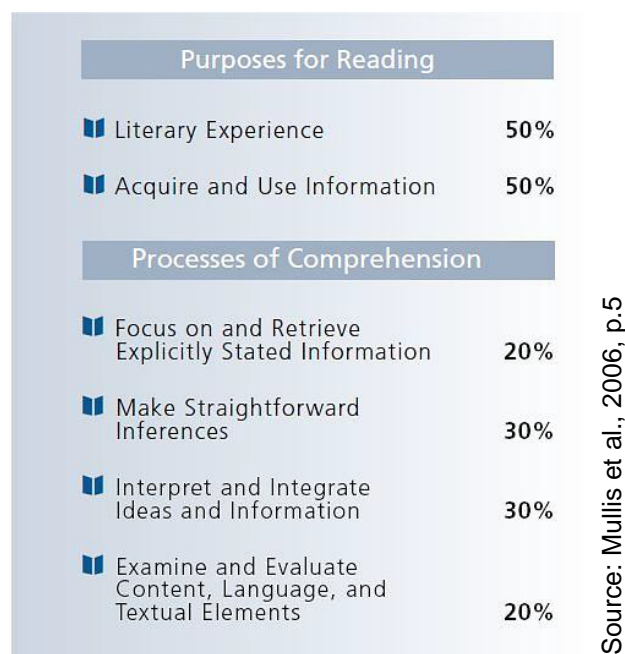 Purposes for Reading
Literary Experience 50%
Acquire and Use Information 50%
Processes of Comprehension
Focus on and Retrieve
Explicitly Stated Information 20%
Make Straightforward
Inferences 30%
Interpret and Integrate
Ideas and Information 30%
Examine and Evaluate
Content, Language, and
Textual Elements 20%
Source: Mullis et al., 2006, p.5